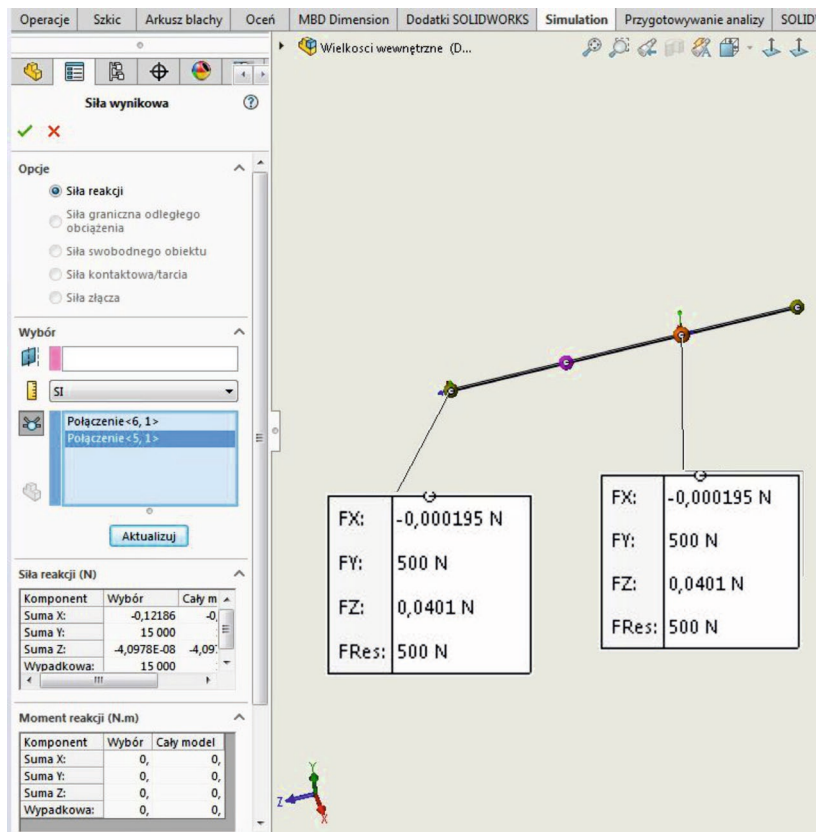 Operacje Szkic Arkusz blachy Oceń MBD Dimension Dodatki SOLIDWORKS Simulation Przygotowywanie analizy SOLID
Wielkosci wewnętrzne (D...
Siła wynikowa
Opcje
Siła reakcji
Siła graniczna odległego
obciążenia
Siła swobodnego obiektu
Siła kontaktowa/tarcia
Siła złącza
Wybór
SI
Połączenie<6, 1>
Połączenie<5, 1>
Aktualizuj
Siła reakcji (N)
Komponent Wybór Cały m
Suma X: -0,12186 -0,
Suma Y: 15 000
Suma Z: -4,0978E-08 -4,09
Wypadkowa: 15 000
Moment reakcji (N.m)
Komponent Wybór Cały model
Suma X: 0, 0,
Suma Y: 0, 0,
Suma Z: 0, 0,
Wypadkowa: 0, 0,
FX: -0,000195 N
FY: 500 N
FZ: 0,0401 N
FRes: 500 N
FX: -0,000195 N
FY: 500 N
FZ: 0,0401 N
FRes: 500 N
Y
Z
X